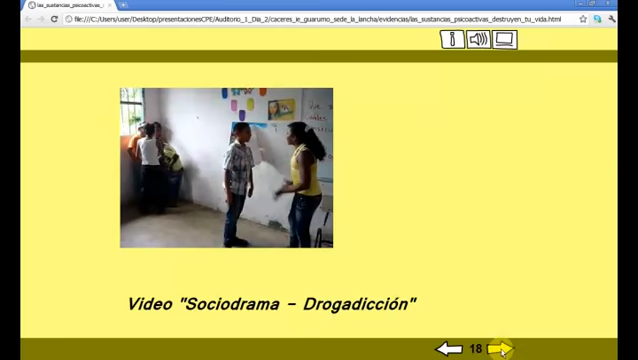 las_sustancias_psicoactivas_
file:///C:/Users/user/Desktop/presentacionesCPE/Auditorio_1_Dia_2/caceres_ie_guarumo_sede_la_lancha/evidencias/las_sustancias_psicoactivas_destruyen_tu_vida.html
Video "Sociodrama - Drogadicción"
18